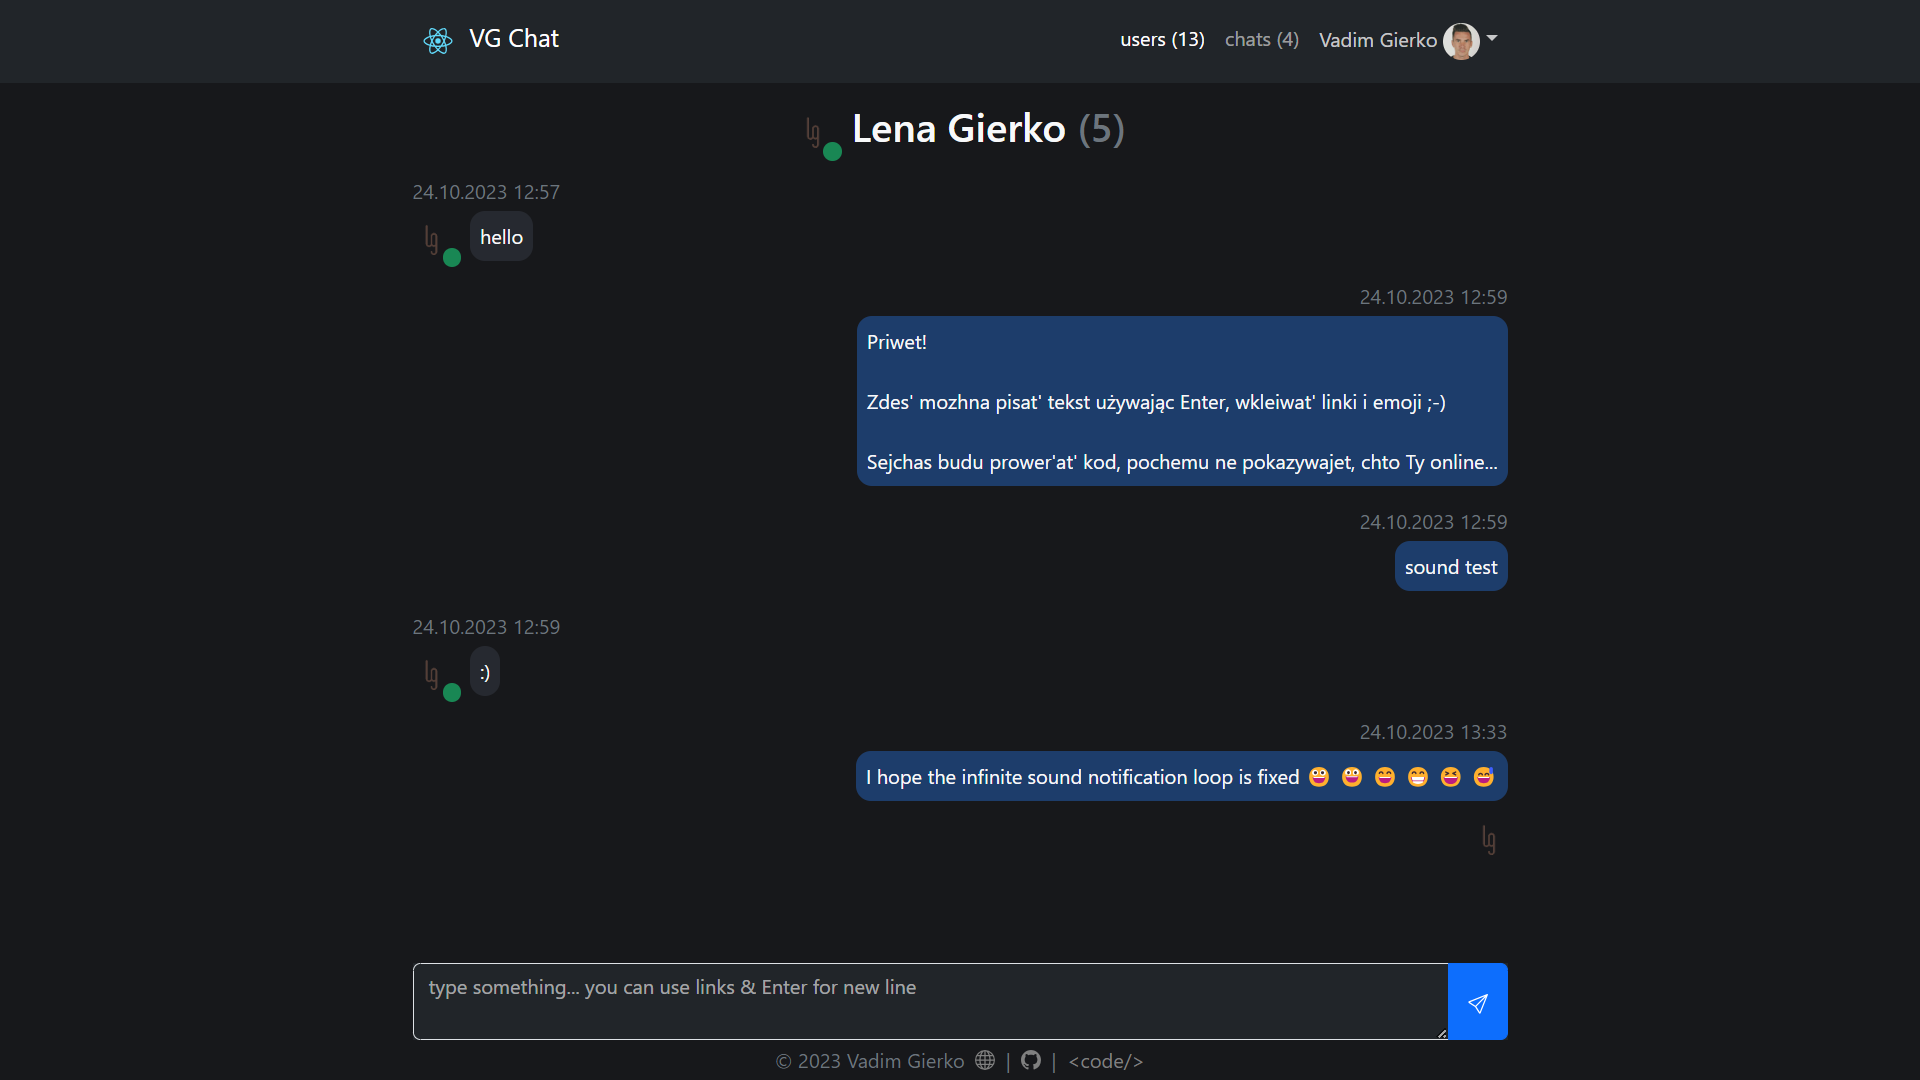 VG Chat
users (13) chats (4) Vadim Gierko
lg Lena Gierko (5)
24.10.2023 12:57
lg hello
24.10.2023 12:59
Priwet!
Zdes' mozhna pisat' tekst używając Enter, wkleiwat' linki i emoji ;-)
Sejchas budu prower'at' kod, pochemu ne pokazywajet, chto Ty online...
24.10.2023 12:59
sound test
24.10.2023 12:59
lg :)
24.10.2023 13:33
I hope the infinite sound notification loop is fixed 😀 😃 😄 😁 😆 😅
lg
type something... you can use links & Enter for new line
© 2023 Vadim Gierko | | <code/>